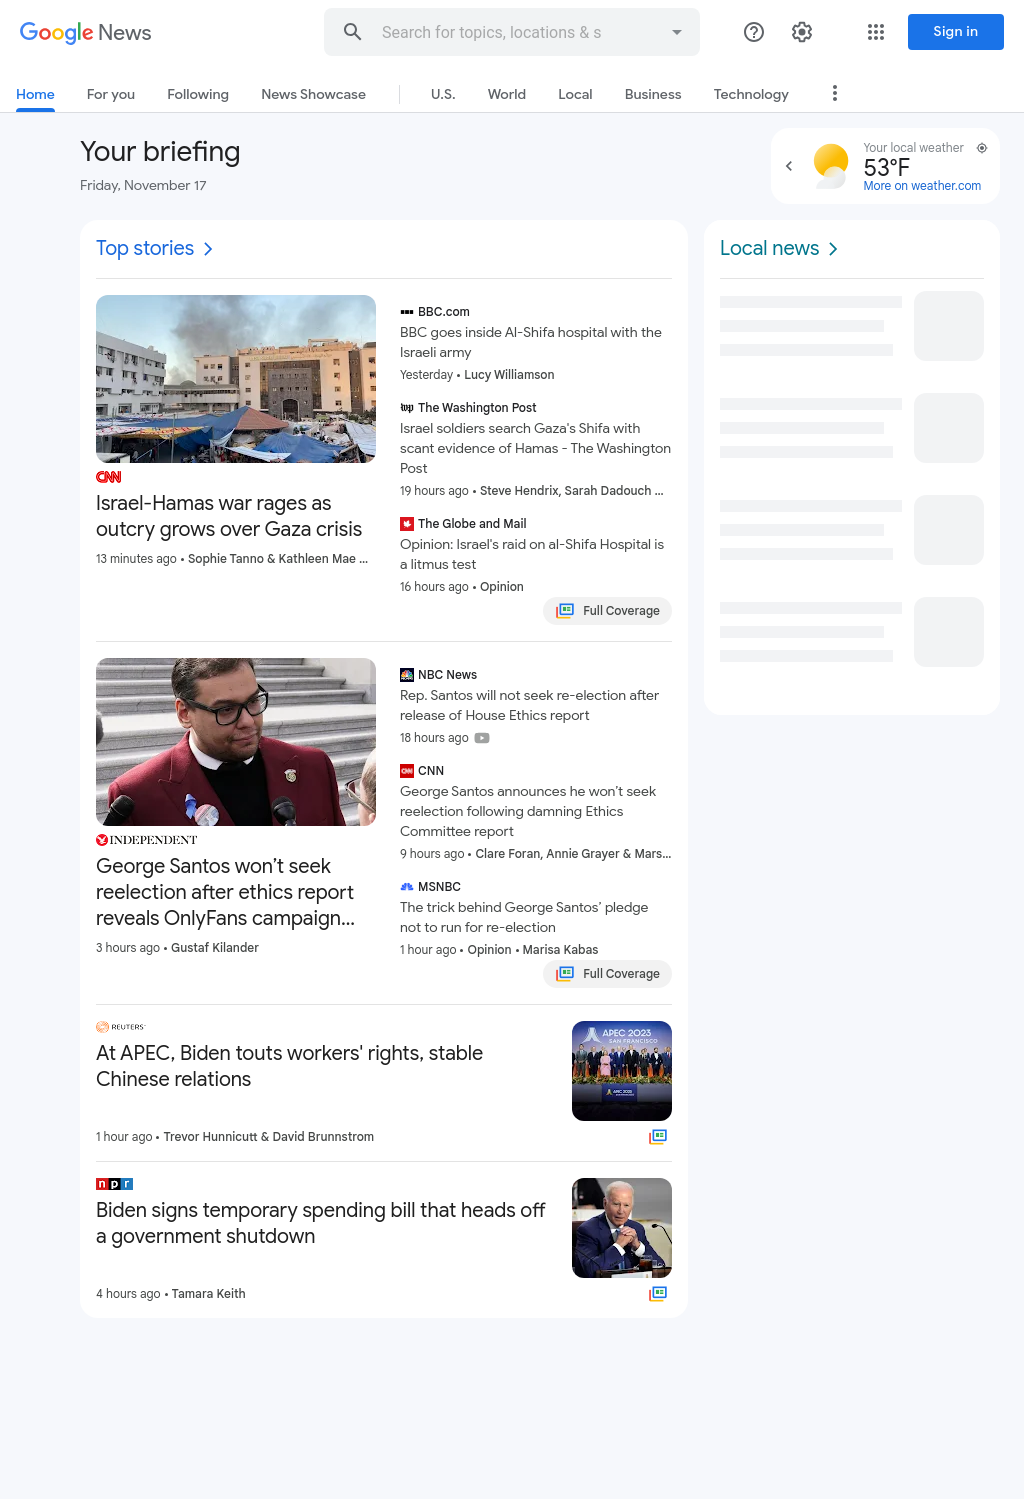 Google News
Search for topics, locations & s
Sign in
Home
For you
Following
News Showcase
U.S.
World
Local
Business
Technology
Your briefing
Friday, November 17
Your local weather
53°F
More on weather.com
Top stories
Local news
CNN
Israel-Hamas war rages as
outcry grows over Gaza crisis
13 minutes ago • Sophie Tanno & Kathleen Mae ...
BBC.com
BBC goes inside Al-Shifa hospital with the
Israeli army
Yesterday • Lucy Williamson
wp The Washington Post
Israel soldiers search Gaza's Shifa with
scant evidence of Hamas - The Washington
Post
19 hours ago • Steve Hendrix, Sarah Dadouch ...
The Globe and Mail
Opinion: Israel's raid on al-Shifa Hospital is
a litmus test
16 hours ago • Opinion
Full Coverage
INDEPENDENT
George Santos won’t seek
reelection after ethics report
reveals OnlyFans campaign...
3 hours ago • Gustaf Kilander
NBC News
Rep. Santos will not seek re-election after
release of House Ethics report
18 hours ago
CNN CNN
George Santos announces he won’t seek
reelection following damning Ethics
Committee report
9 hours ago • Clare Foran, Annie Grayer & Mars...
MSNBC
The trick behind George Santos’ pledge
not to run for re-election
1 hour ago • Opinion • Marisa Kabas
Full Coverage
REUTERS
At APEC, Biden touts workers' rights, stable
Chinese relations
1 hour ago • Trevor Hunnicutt & David Brunnstrom
APEC 2023
SAN FRANCISCO
APEC 2023
npr
Biden signs temporary spending bill that heads off
a government shutdown
4 hours ago • Tamara Keith